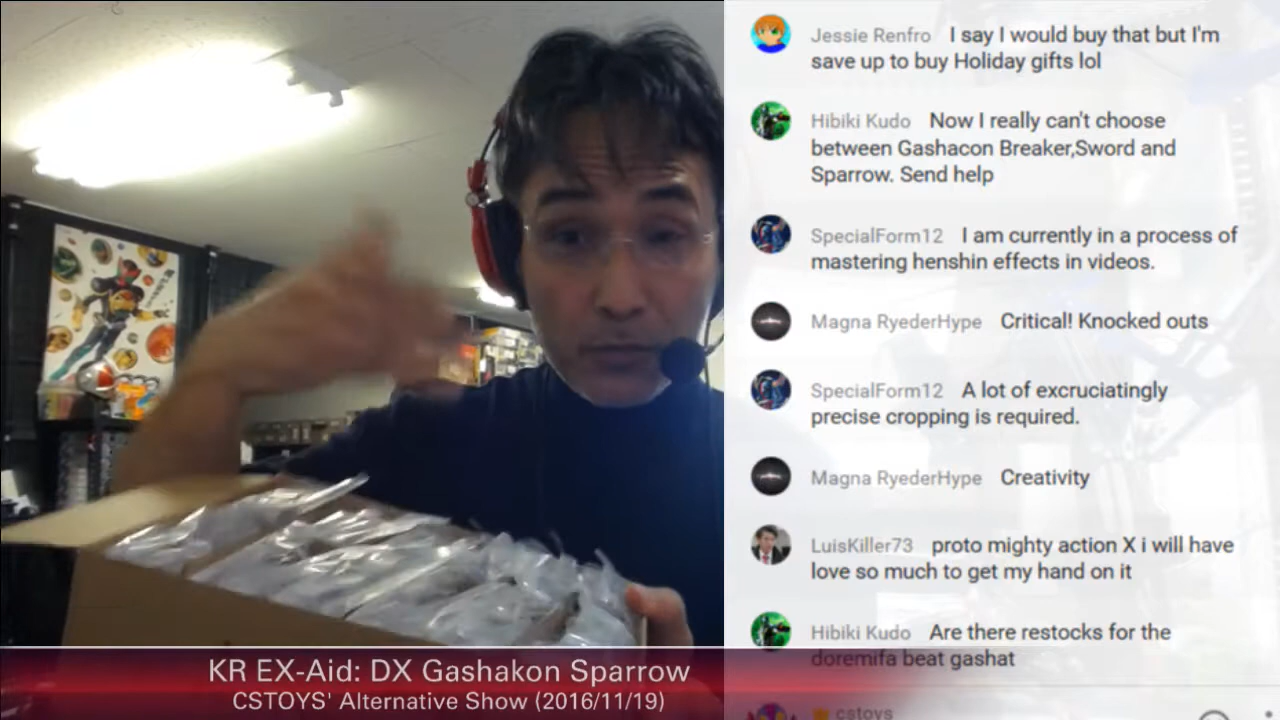 Jessie Renfro I say I would buy that but I'm
save up to buy Holiday gifts lol
Hibiki Kudo Now I really can't choose
between Gashacon Breaker,Sword and
Sparrow. Send help
SpecialForm12 I am currently in a process of
mastering henshin effects in videos.
Magna RyederHype Critical! Knocked outs
SpecialForm12 A lot of excruciatingly
precise cropping is required.
Magna RyederHype Creativity
LuisKiller73 proto mighty action X i will have
love so much to get my hand on it
Hibiki Kudo Are there restocks for the
doremifa beat gashat
cstoys
KR EX-Aid: DX Gashakon Sparrow
CSTOYS' Alternative Show (2016/11/19)